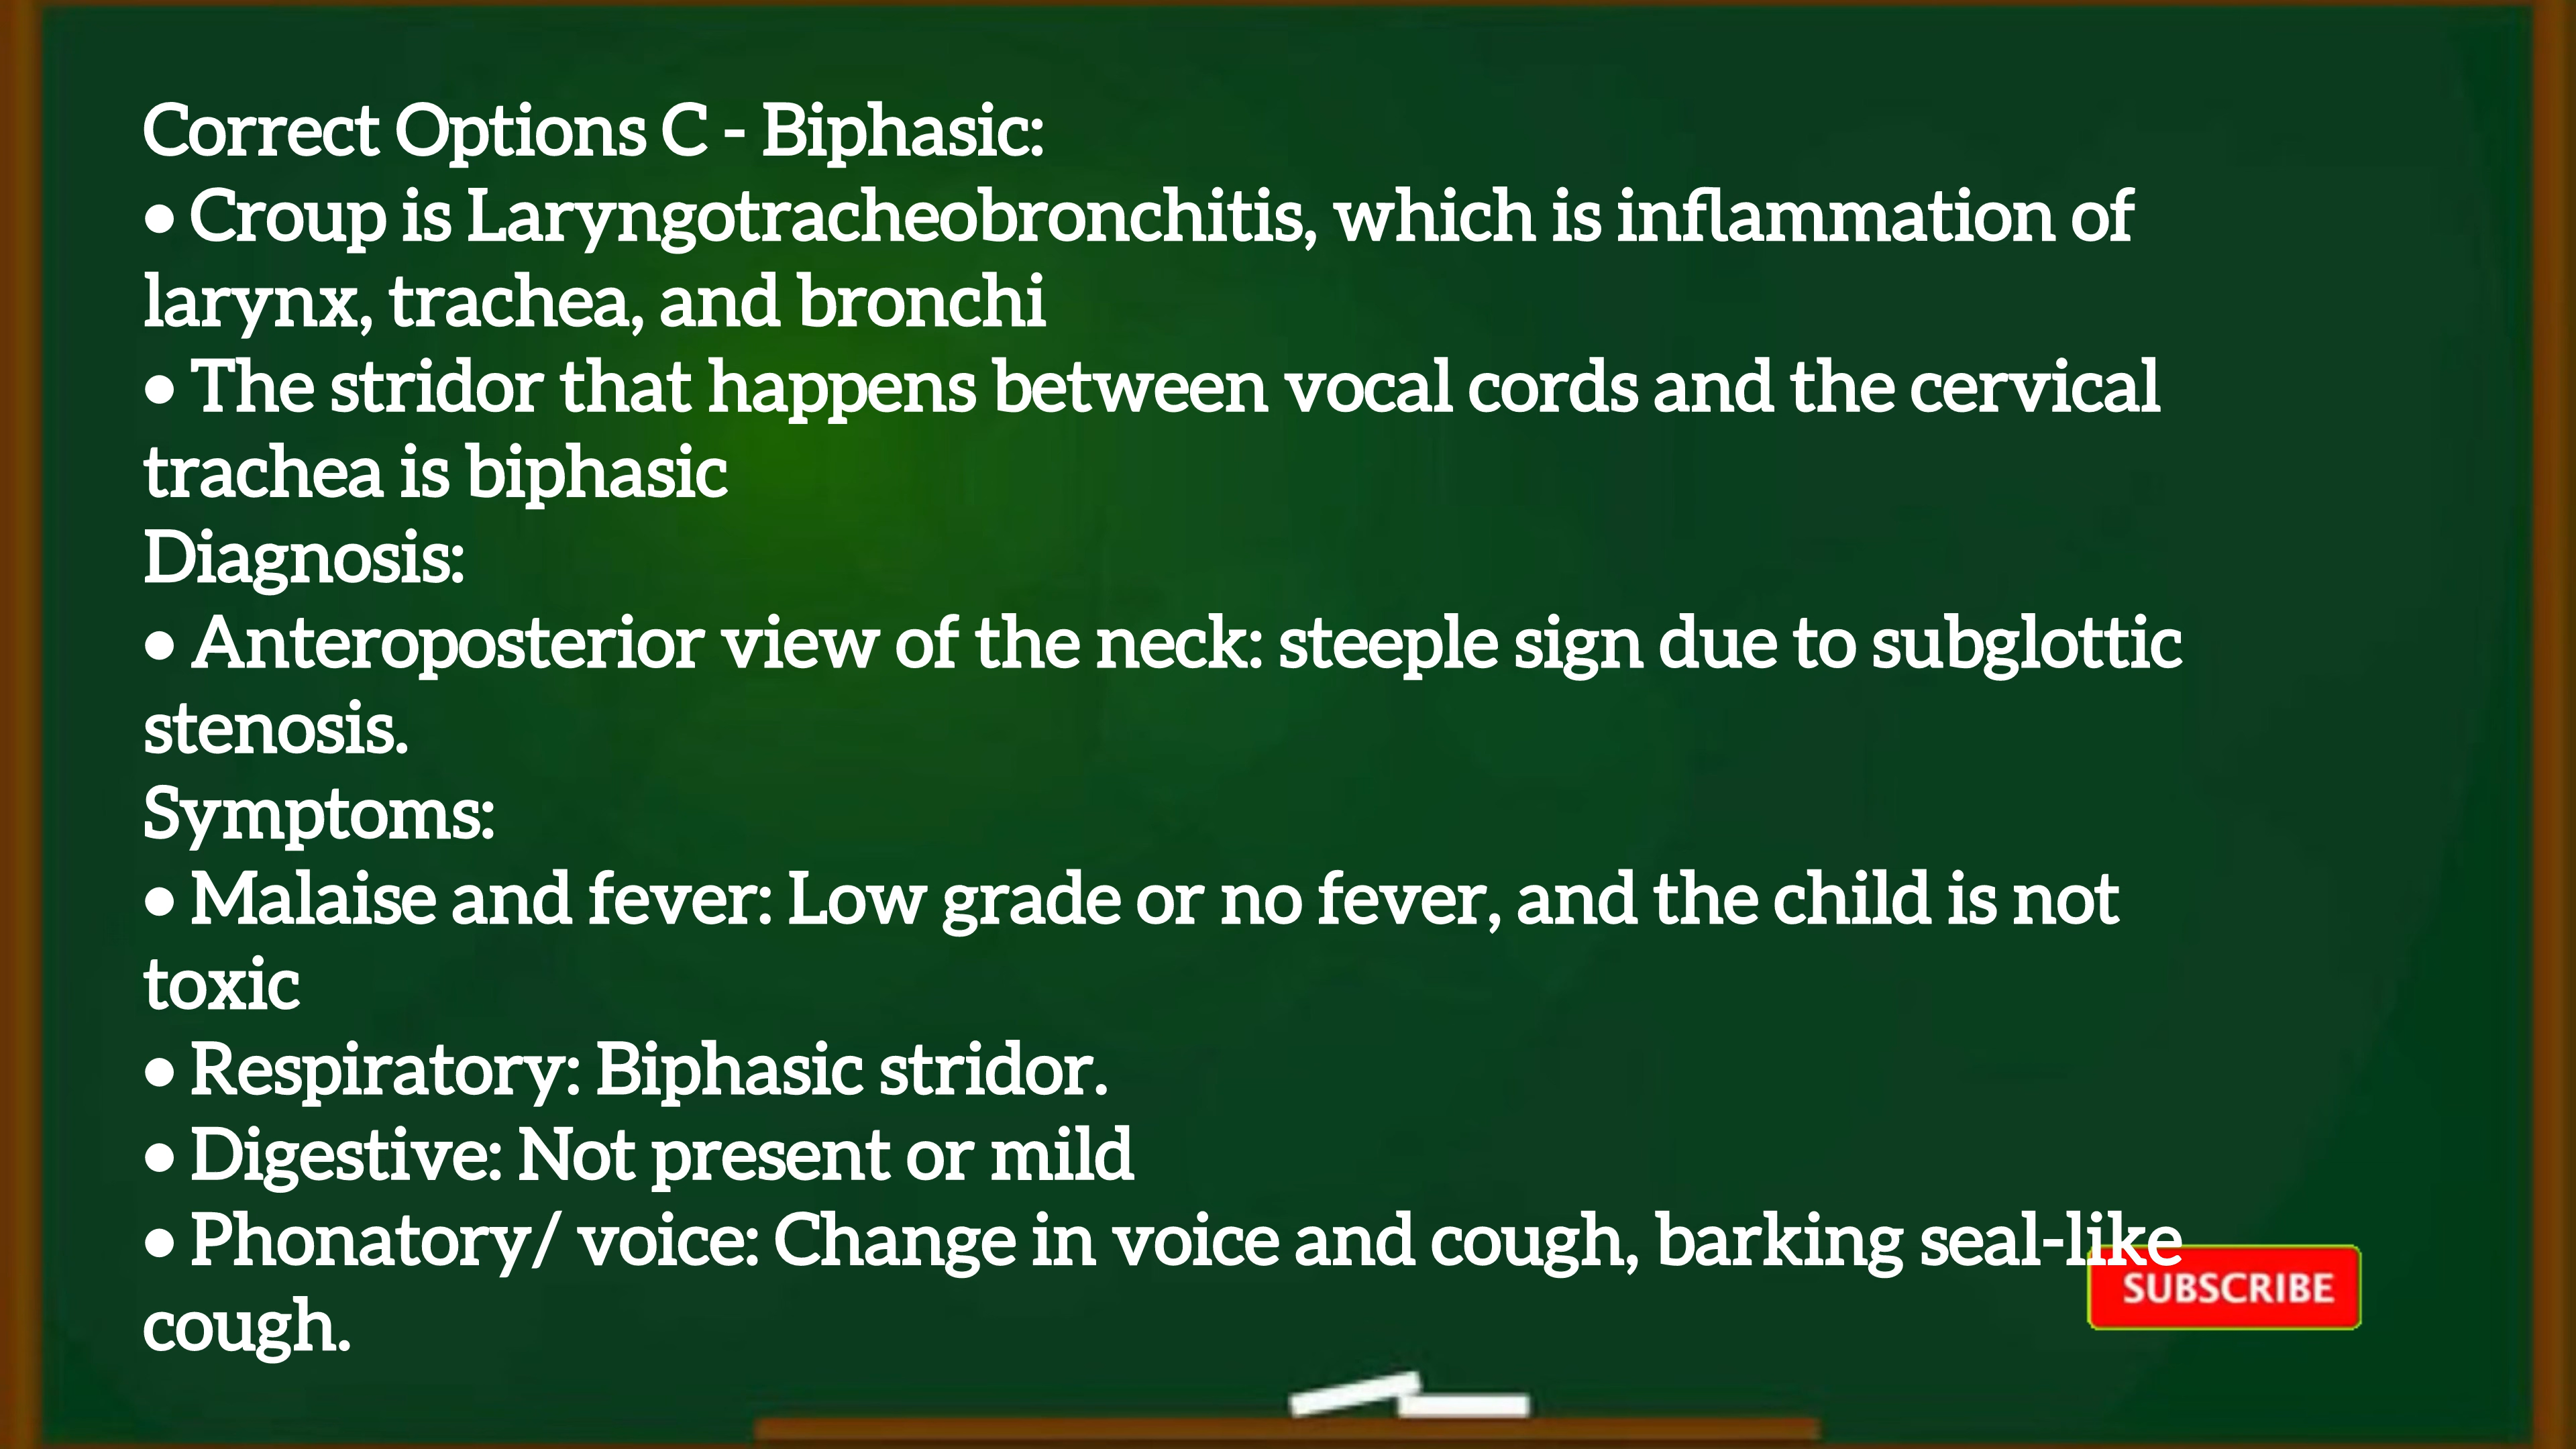 Correct Options C - Biphasic:
• Croup is Laryngotracheobronchitis, which is inflammation of
larynx, trachea, and bronchi
• The stridor that happens between vocal cords and the cervical
trachea is biphasic
Diagnosis:
• Anteroposterior view of the neck: steeple sign due to subglottic
stenosis.
Symptoms:
• Malaise and fever: Low grade or no fever, and the child is not
toxic
• Respiratory: Biphasic stridor.
• Digestive: Not present or mild
• Phonatory/ voice: Change in voice and cough, barking seal-like
cough.
SUBSCRIBE